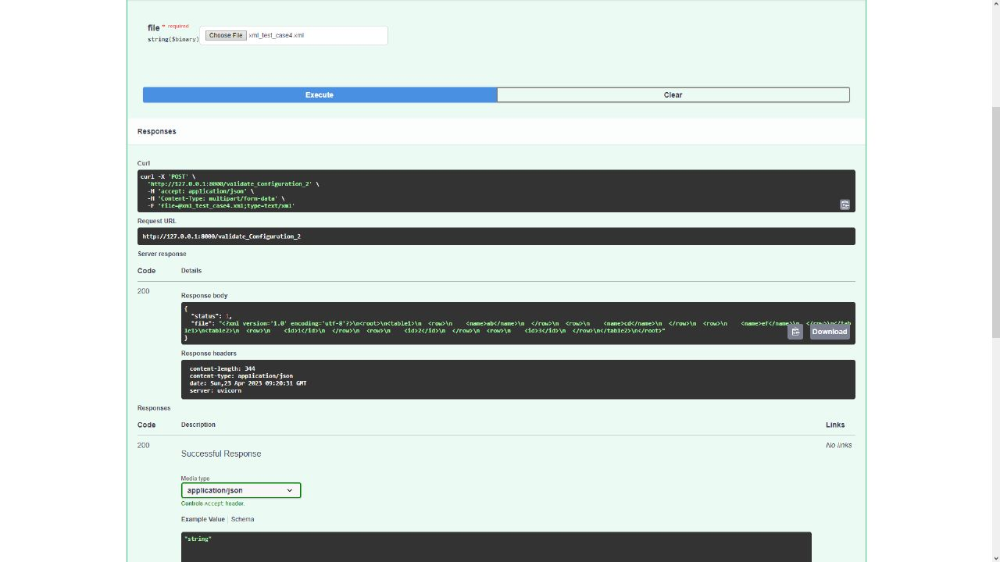 file * required
string($binary)
Choose File xml_test_case4.xml
Execute
Clear
Responses
Curl
curl -X 'POST' \
'http://127.0.0.1:8000/validate_Configuration_2' \
-H 'accept: application/json' \
-H 'Content-Type: multipart/form-data' \
-F 'file=@xml_test_case4.xml;type=text/xml'
Request URL
http://127.0.0.1:8000/validate_Configuration_2
Server response
Code Details
200
Response body
{
"status": 1,
"file": "<?xml version='1.0' encoding='utf-8'?>\n<root>\n<table1>\n  <row>\n    <name>ab</name>\n  </row>\n  <row>\n    <name>cd</name>\n  </row>\n  <row>\n    <name>ef</name>\n  </row>\n</tab
le1>\n<table2>\n  <row>\n    <id>1</id>\n  </row>\n  <row>\n    <id>2</id>\n  </row>\n  <row>\n    <id>3</id>\n  </row>\n</table2>\n</root>"
}
Download
Response headers
content-length: 344
content-type: application/json
date: Sun,23 Apr 2023 09:20:31 GMT
server: uvicorn
Responses
Code Description Links
200
Successful Response
No links
Media type
application/json
Controls Accept header.
Example Value Schema
"string"